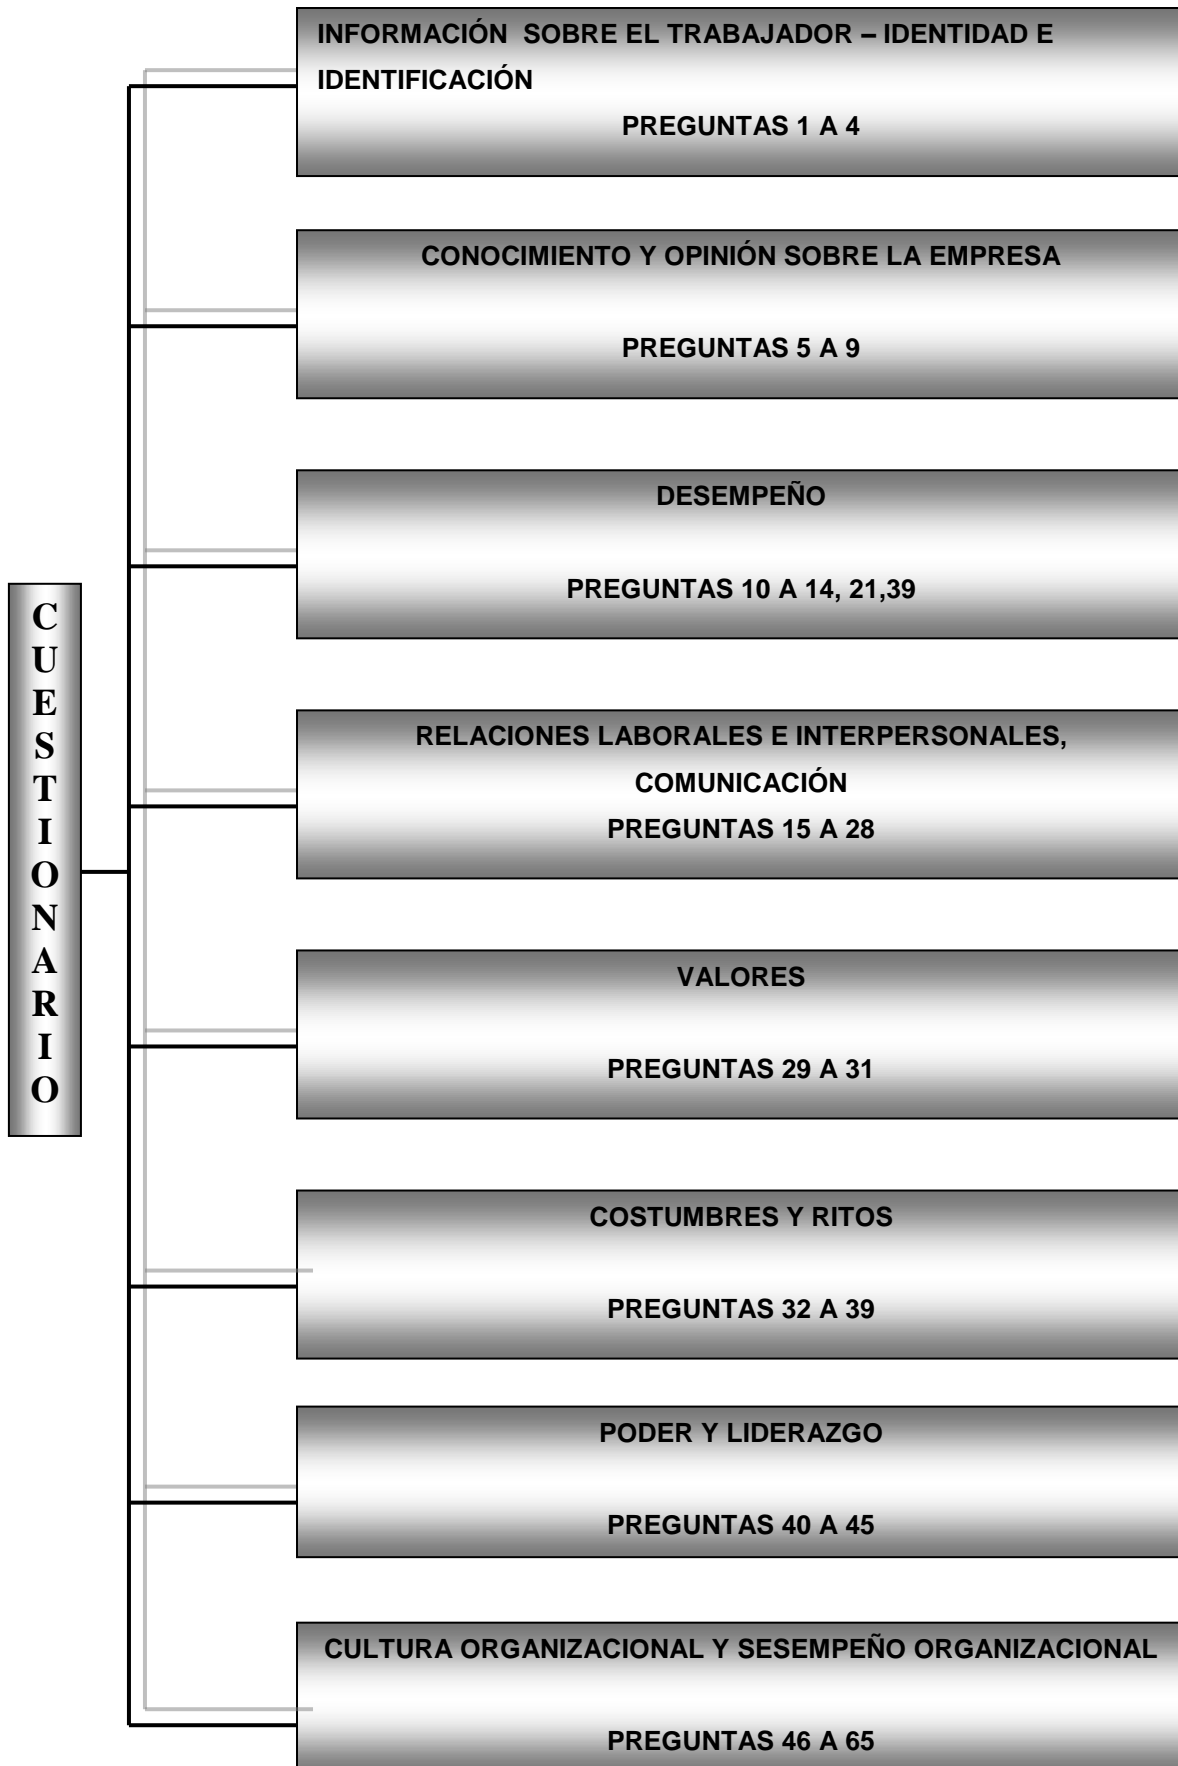 INFORMACIÓN SOBRE EL TRABAJADOR – IDENTIDAD E
IDENTIFICACIÓN
PREGUNTAS 1 A 4
CONOCIMIENTO Y OPINIÓN SOBRE LA EMPRESA
PREGUNTAS 5 A 9
DESEMPEÑO
PREGUNTAS 10 A 14, 21,39
CUESTIONARIO
RELACIONES LABORALES E INTERPERSONALES,
COMUNICACIÓN
PREGUNTAS 15 A 28
VALORES
PREGUNTAS 29 A 31
COSTUMBRES Y RITOS
PREGUNTAS 32 A 39
PODER Y LIDERAZGO
PREGUNTAS 40 A 45
CULTURA ORGANIZACIONAL Y SESEMPEÑO ORGANIZACIONAL
PREGUNTAS 46 A 65